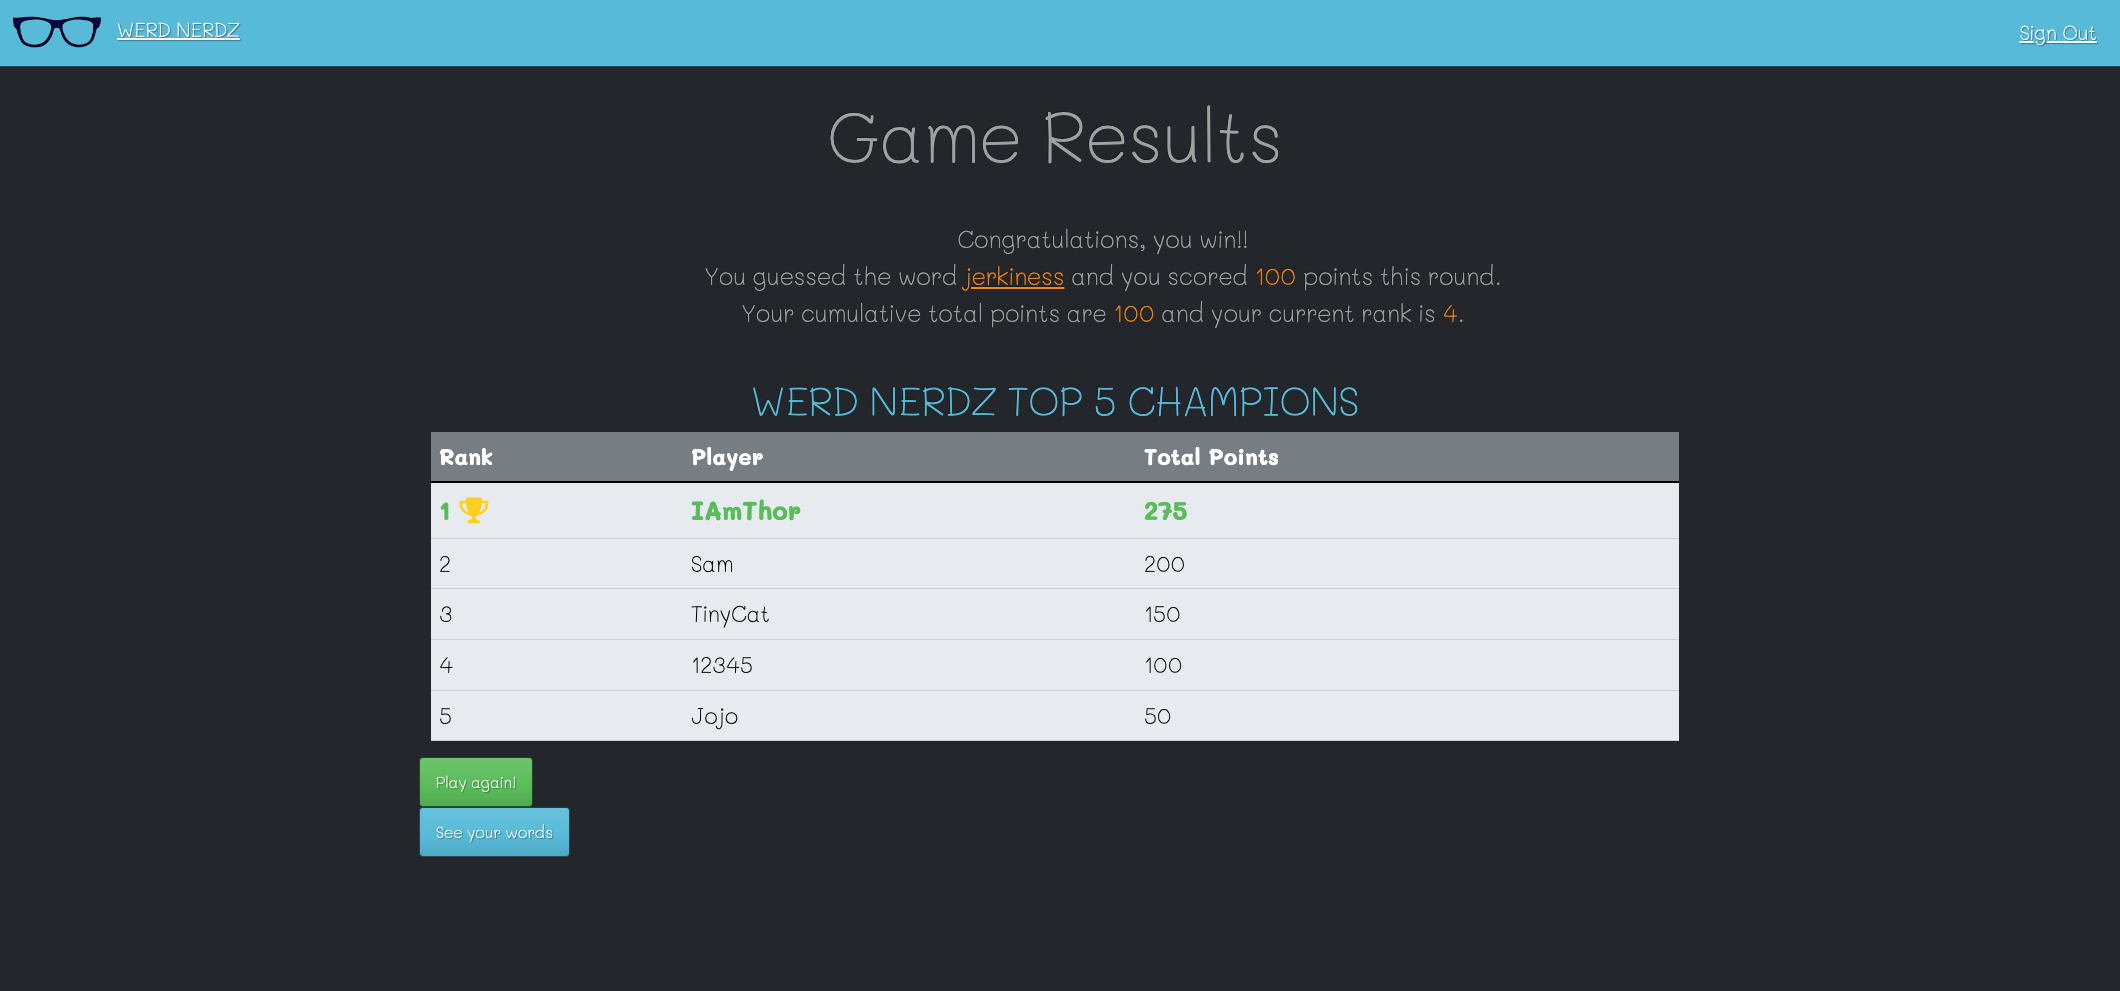 WERD NERDZ
Sign Out
Game Results
Congratulations, you win!!
You guessed the word jerkiness and you scored 100 points this round.
Your cumulative total points are 100 and your current rank is 4.
WERD NERDZ TOP 5 CHAMPIONS
Rank Player Total Points
1 IAmThor 275
2 Sam 200
3 TinyCat 150
4 12345 100
5 Jojo 50
Play again!
See your words